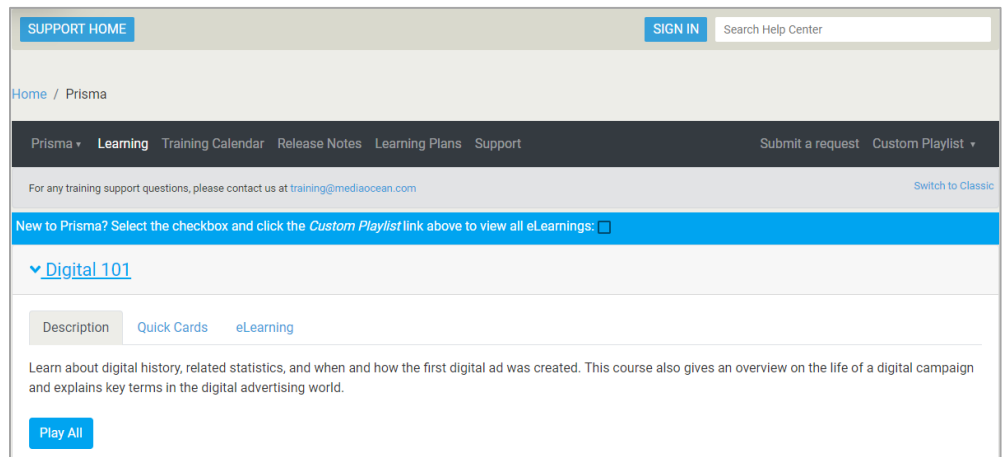 SUPPORT HOME
SIGN IN
Search Help Center
Home / Prisma
Prisma Learning Training Calendar Release Notes Learning Plans Support Submit a request Custom Playlist
For any training support questions, please contact us at training@mediaocean.com
Switch to Classic
New to Prisma? Select the checkbox and click the Custom Playlist link above to view all eLearnings:
Digital 101
Description Quick Cards eLearning
Learn about digital history, related statistics, and when and how the first digital ad was created. This course also gives an overview on the life of a digital campaign
and explains key terms in the digital advertising world.
Play All